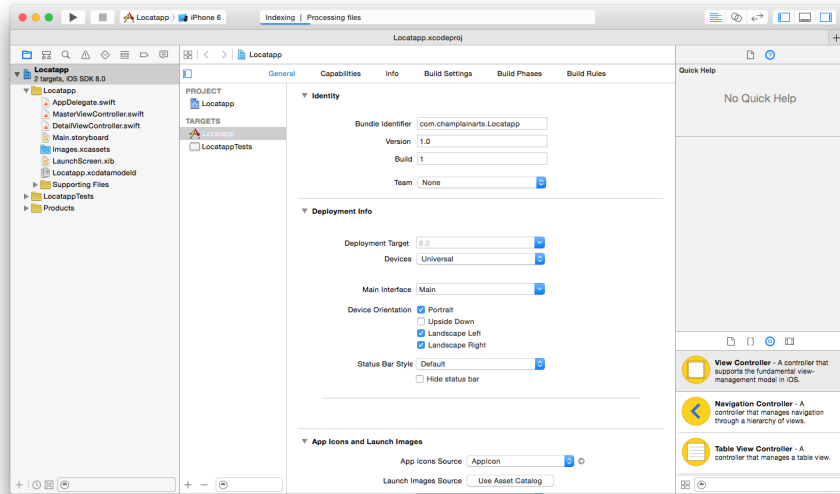 Locatapp
iPhone 6
Indexing | Processing files
Locatapp.xcodeproj
Locatapp
2 targets, iOS SDK 8.0
Locatapp
AppDelegate.swift
MasterViewController.swift
DetailViewController.swift
Main.storyboard
Images.xcassets
LaunchScreen.xib
Locatapp.xcdatamodeld
Supporting Files
LocatappTests
Products
Locatapp
General Capabilities Info Build Settings Build Phases Build Rules
PROJECT
Locatapp
TARGETS
Locatapp
LocatappTests
Identity
Bundle Identifier com.champlainarts.Locatapp
Version 1.0
Build 1
Team None
Deployment Info
Deployment Target 8.0
Devices Universal
Main Interface Main
Device Orientation Portrait
Upside Down
Landscape Left
Landscape Right
Status Bar Style Default
Hide status bar
App Icons and Launch Images
App Icons Source AppIcon
Launch Images Source Use Asset Catalog
Quick Help
No Quick Help
View Controller - A controller that
supports the fundamental view-
management model in iOS.
Navigation Controller - A
controller that manages navigation
through a hierarchy of views.
Table View Controller - A
controller that manages a table view.